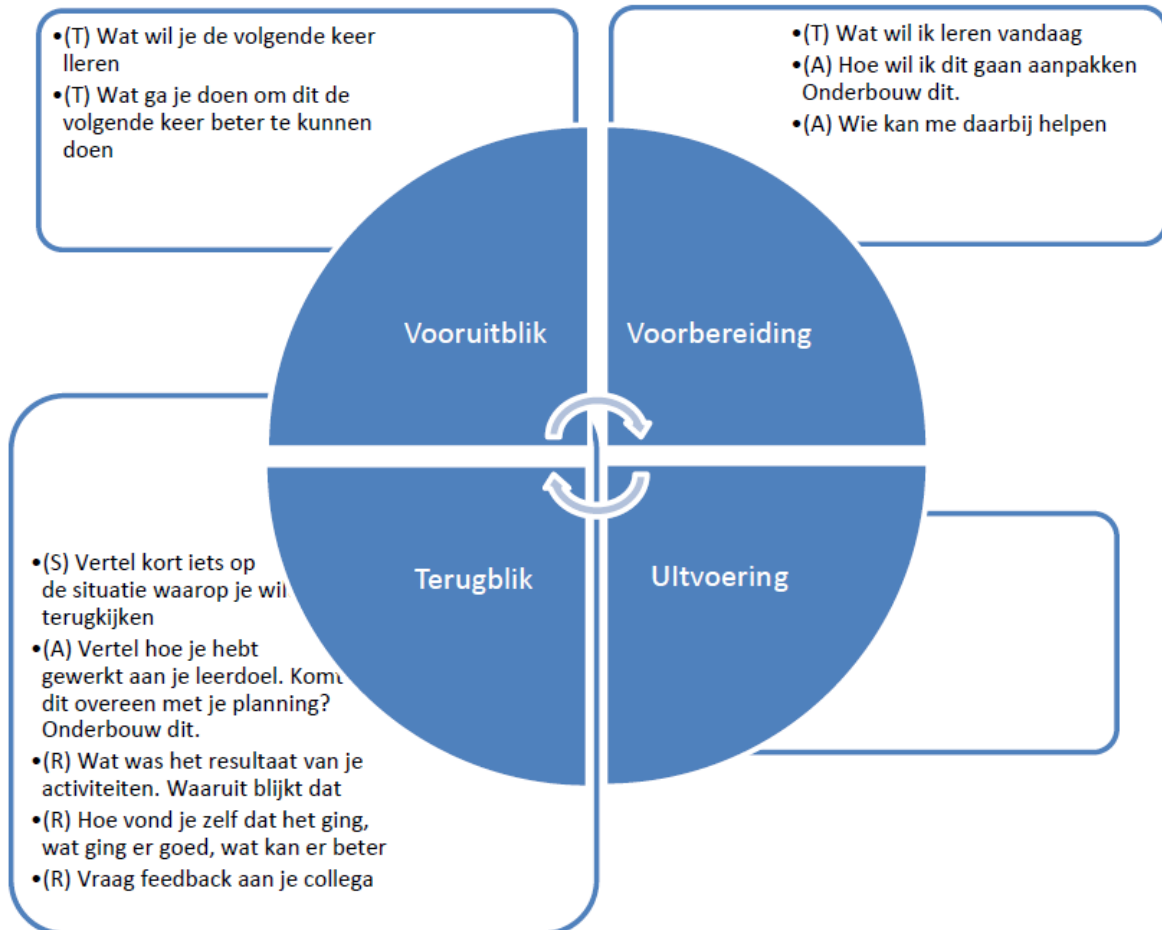 •(T) Wat wil je de volgende keer
lleren
•(T) Wat ga je doen om dit de
volgende keer beter te kunnen
doen
•(T) Wat wil ik leren vandaag
•(A) Hoe wil ik dit gaan aanpakken
Onderbouw dit.
•(A) Wie kan me daarbij helpen
Vooruitblik
Voorbereiding
Terugblik
UItvoering
•(S) Vertel kort iets op
de situatie waarop je wil
terugkijken
•(A) Vertel hoe je hebt
gewerkt aan je leerdoel. Komt
dit overeen met je planning?
Onderbouw dit.
•(R) Wat was het resultaat van je
activiteiten. Waaruit blijkt dat
•(R) Hoe vond je zelf dat het ging,
wat ging er goed, wat kan er beter
•(R) Vraag feedback aan je collega